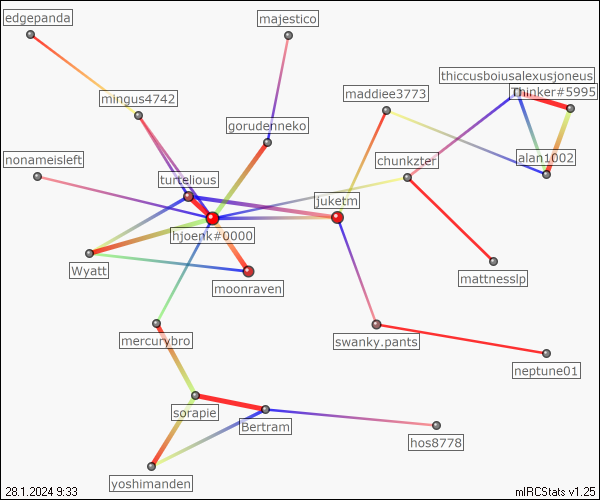 edgepanda
majestico
thiccusboiusalexusjoneus
Thinker#5995
maddiee3773
mingus4742
gorudenneko
nonameisleft
chunkzter
alan1002
turtelious
juketm
hjoenk#0000
Wyatt
mattnesslp
moonraven
mercurybro
swanky.pants
neptune01
sorapie
Bertram
hos8778
yoshimanden
28.1.2024 9:33
mIRCStats v1.25